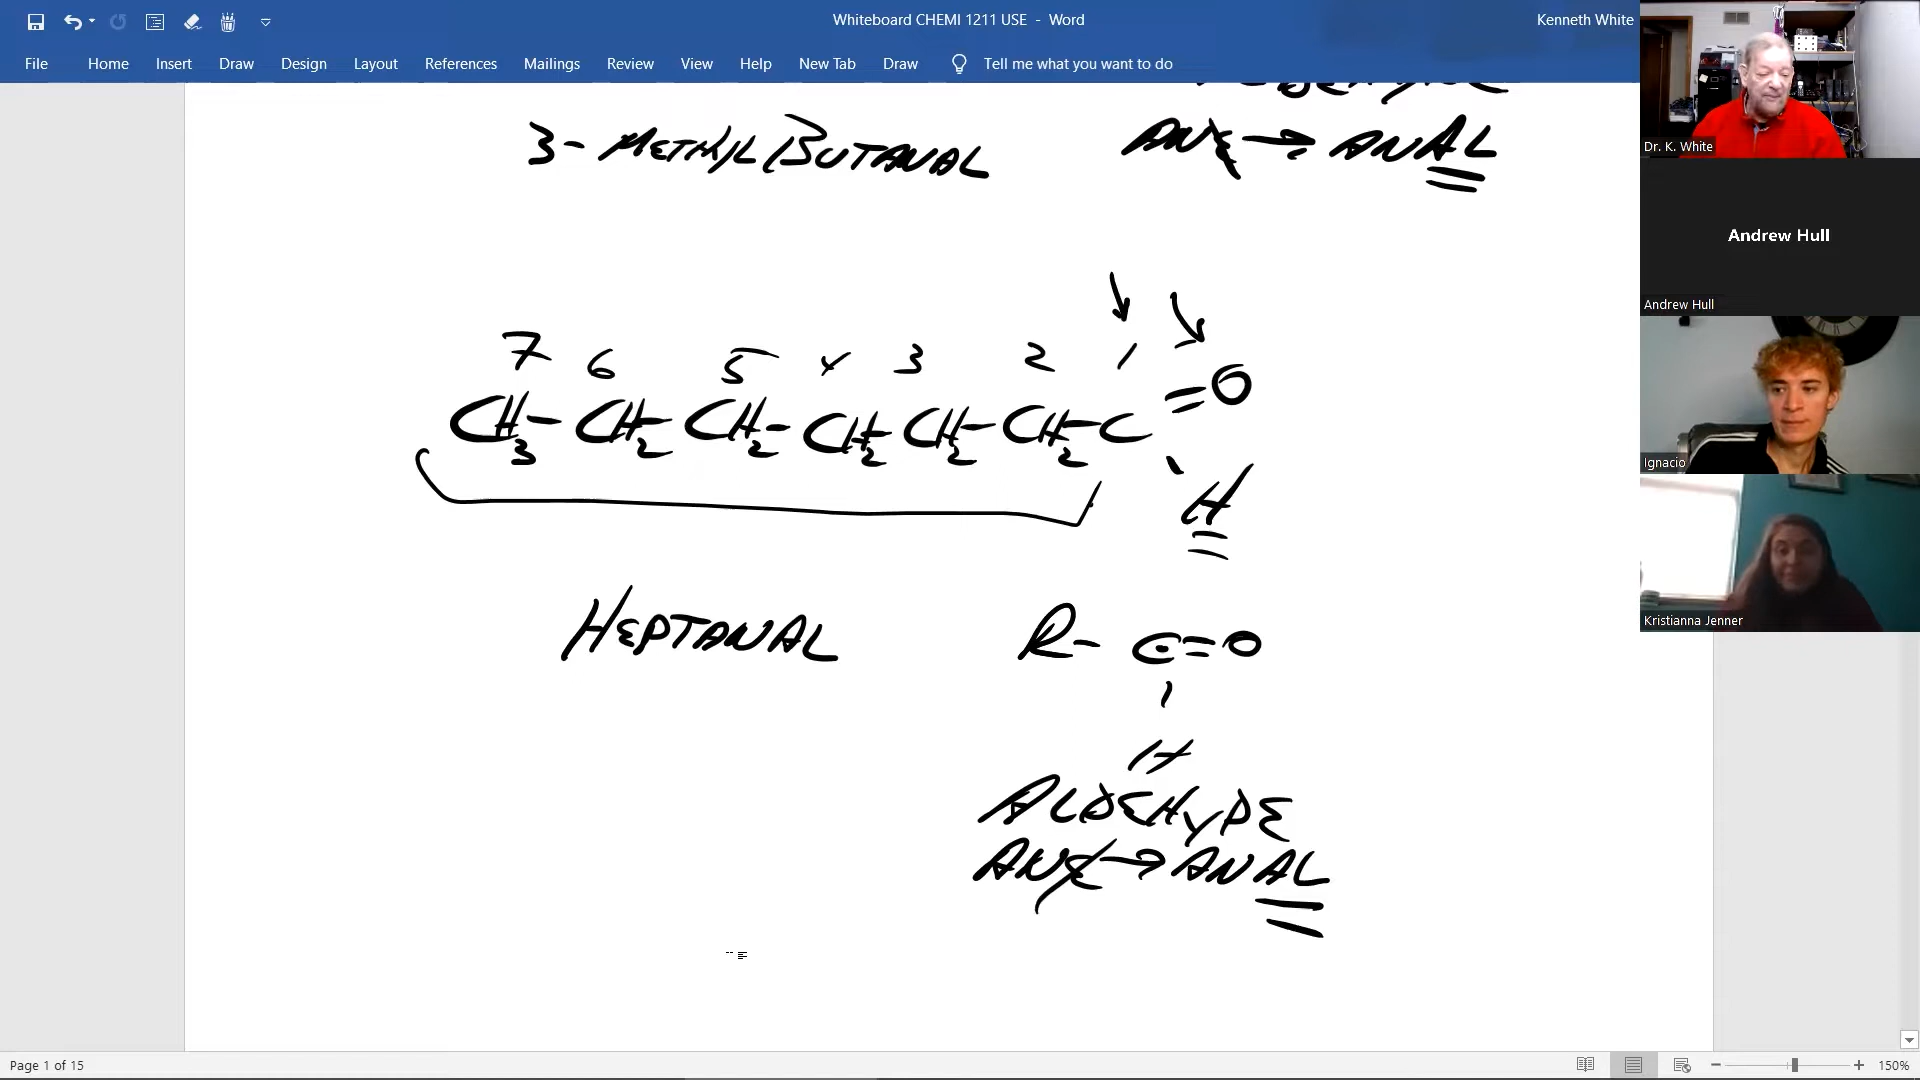 Whiteboard CHEMI 1211 USE - Word
Kenneth White
File Home Insert Draw Design Layout References Mailings Review View Help New Tab Draw Tell me what you want to do
3-METHYLBUTANAL
ANE → ANAL
7 6 5 4 3 2 1
=O
CH3-CH2-CH2-CH2-CH2-CH2-C
H
HEPTANAL
R-C=O
H
ALDEHYDE
ANE → ANAL
Dr. K. White
Andrew Hull
Andrew Hull
Ignacio
Kristianna Jenner
Page 1 of 15
150%